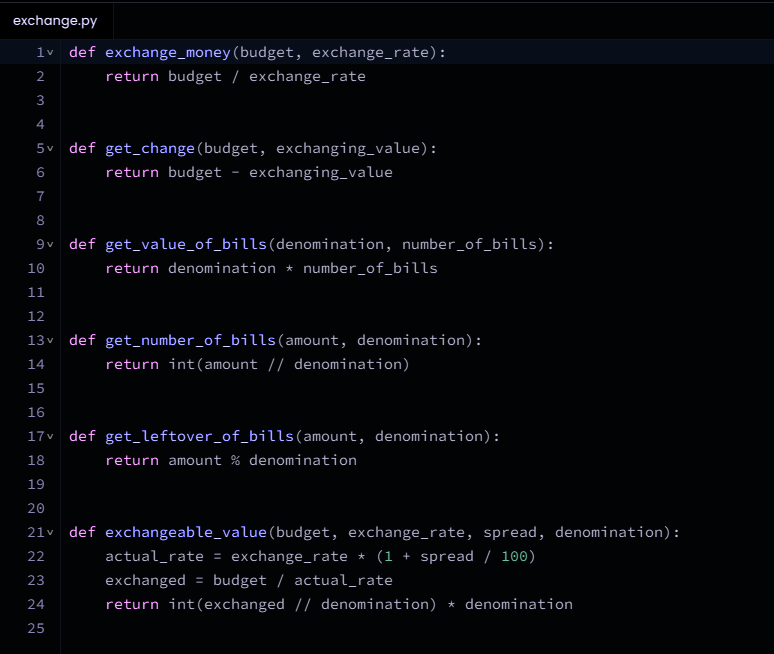 exchange.py
1 def exchange_money(budget, exchange_rate):
2     return budget / exchange_rate
3
4
5 def get_change(budget, exchanging_value):
6     return budget - exchanging_value
7
8
9 def get_value_of_bills(denomination, number_of_bills):
10     return denomination * number_of_bills
11
12
13 def get_number_of_bills(amount, denomination):
14     return int(amount // denomination)
15
16
17 def get_leftover_of_bills(amount, denomination):
18     return amount % denomination
19
20
21 def exchangeable_value(budget, exchange_rate, spread, denomination):
22     actual_rate = exchange_rate * (1 + spread / 100)
23     exchanged = budget / actual_rate
24     return int(exchanged // denomination) * denomination
25